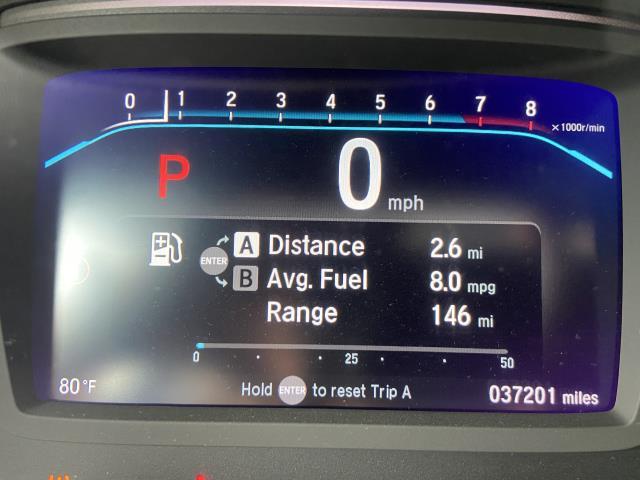 0 1 2 3 4 5 6 7 8
x1000r/min
P 0 mph
A Distance 2.6 mi
ENTER
B Avg. Fuel 8.0 mpg
Range 146 mi
0 25 50
80°F Hold ENTER to reset Trip A 037201 miles